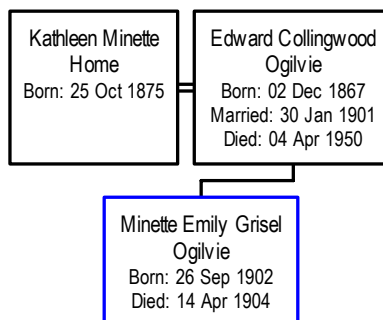 Kathleen Minette
Home
Born: 25 Oct 1875
Edward Collingwood
Ogilvie
Born: 02 Dec 1867
Married: 30 Jan 1901
Died: 04 Apr 1950
Minette Emily Grisel
Ogilvie
Born: 26 Sep 1902
Died: 14 Apr 1904